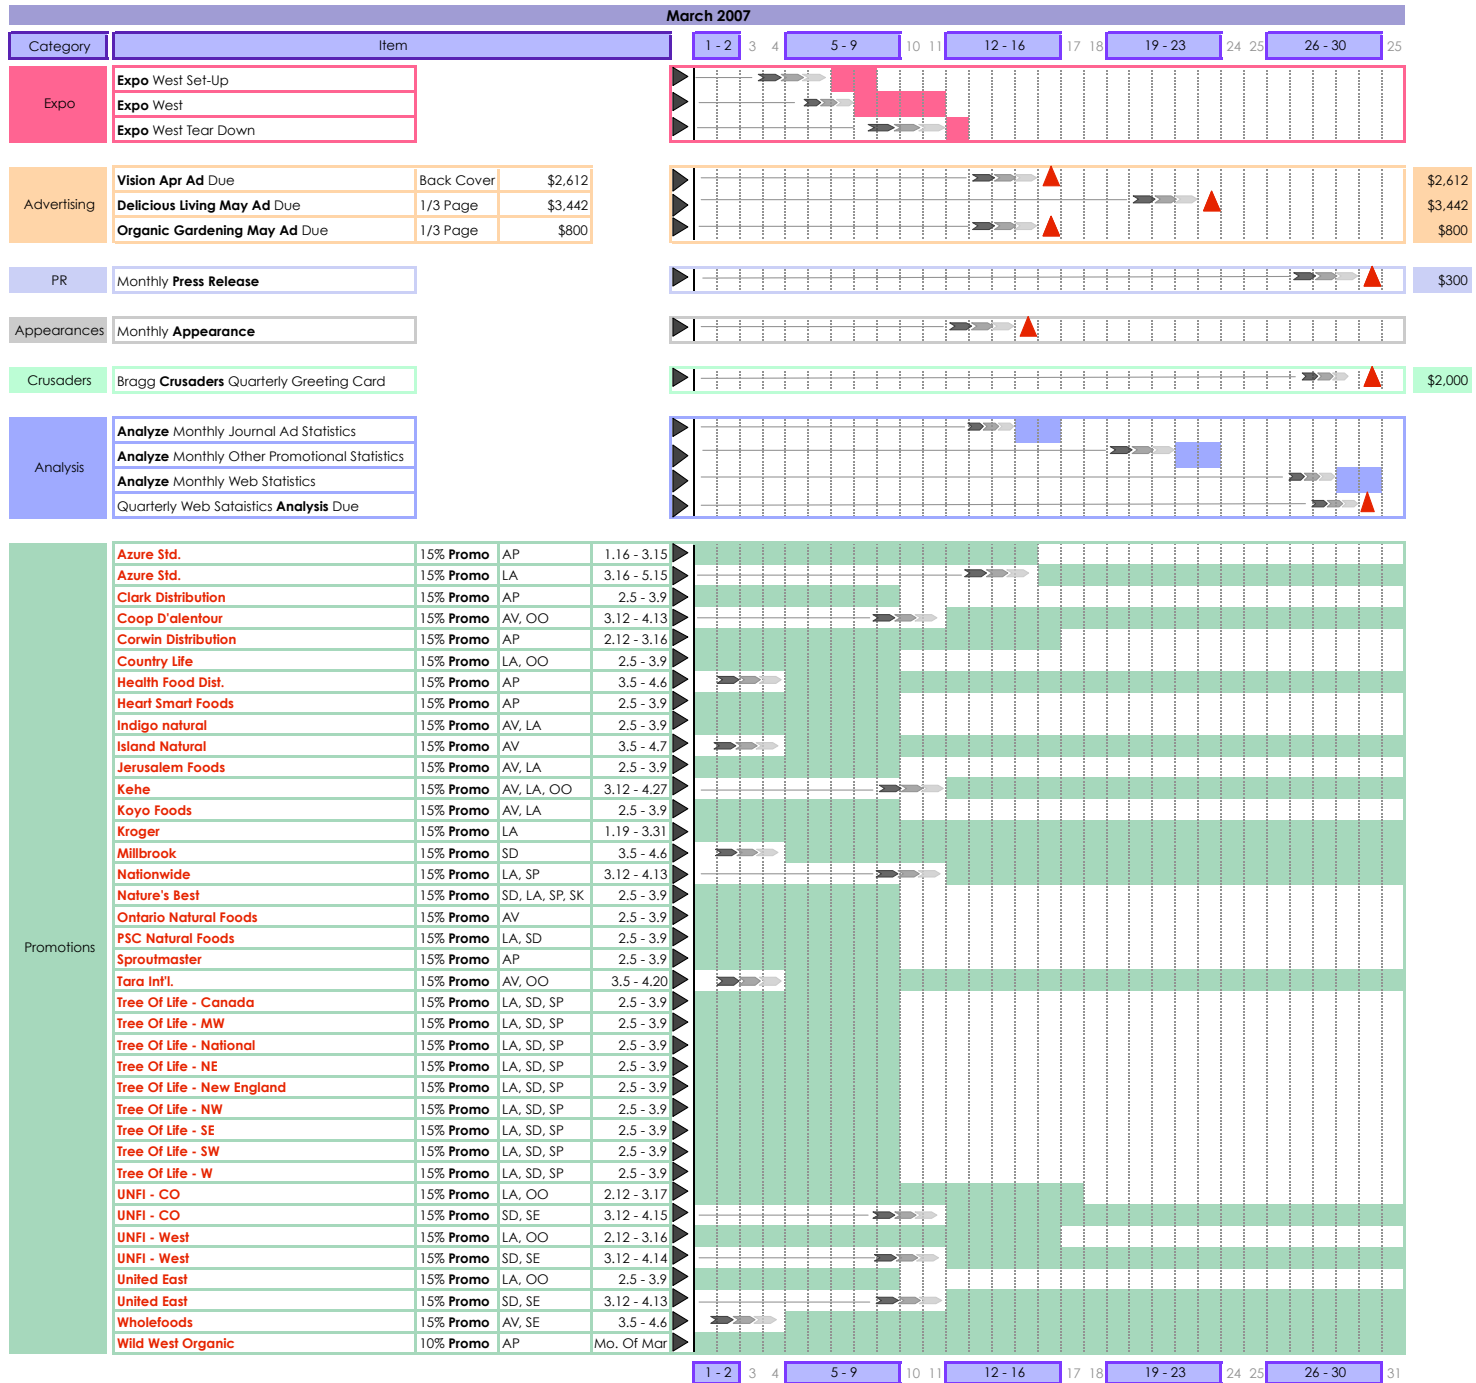 March 2007
Category Item 1 - 2 3 4 5 - 9 10 11 12 - 16 17 18 19 - 23 24 25 26 - 30 25
Expo
Expo West Set-Up
Expo West
Expo West Tear Down
Advertising
Vision Apr Ad Due Back Cover $2,612 $2,612
Delicious Living May Ad Due 1/3 Page $3,442 $3,442
Organic Gardening May Ad Due 1/3 Page $800 $800
PR Monthly Press Release $300
Appearances Monthly Appearance
Crusaders Bragg Crusaders Quarterly Greeting Card $2,000
Analysis
Analyze Monthly Journal Ad Statistics
Analyze Monthly Other Promotional Statistics
Analyze Monthly Web Statistics
Quarterly Web Sataistics Analysis Due
Promotions
Azure Std. 15% Promo AP 1.16 - 3.15
Azure Std. 15% Promo LA 3.16 - 5.15
Clark Distribution 15% Promo AP 2.5 - 3.9
Coop D'alentour 15% Promo AV, OO 3.12 - 4.13
Corwin Distribution 15% Promo AP 2.12 - 3.16
Country Life 15% Promo LA, OO 2.5 - 3.9
Health Food Dist. 15% Promo AP 3.5 - 4.6
Heart Smart Foods 15% Promo AP 2.5 - 3.9
Indigo natural 15% Promo AV, LA 2.5 - 3.9
Island Natural 15% Promo AV 3.5 - 4.7
Jerusalem Foods 15% Promo AV, LA 2.5 - 3.9
Kehe 15% Promo AV, LA, OO 3.12 - 4.27
Koyo Foods 15% Promo AV, LA 2.5 - 3.9
Kroger 15% Promo LA 1.19 - 3.31
Millbrook 15% Promo SD 3.5 - 4.6
Nationwide 15% Promo LA, SP 3.12 - 4.13
Nature's Best 15% Promo SD, LA, SP, SK 2.5 - 3.9
Ontario Natural Foods 15% Promo AV 2.5 - 3.9
PSC Natural Foods 15% Promo LA, SD 2.5 - 3.9
Sproutmaster 15% Promo AP 2.5 - 3.9
Tara Int'l. 15% Promo AV, OO 3.5 - 4.20
Tree Of Life - Canada 15% Promo LA, SD, SP 2.5 - 3.9
Tree Of Life - MW 15% Promo LA, SD, SP 2.5 - 3.9
Tree Of Life - National 15% Promo LA, SD, SP 2.5 - 3.9
Tree Of Life - NE 15% Promo LA, SD, SP 2.5 - 3.9
Tree Of Life - New England 15% Promo LA, SD, SP 2.5 - 3.9
Tree Of Life - NW 15% Promo LA, SD, SP 2.5 - 3.9
Tree Of Life - SE 15% Promo LA, SD, SP 2.5 - 3.9
Tree Of Life - SW 15% Promo LA, SD, SP 2.5 - 3.9
Tree Of Life - W 15% Promo LA, SD, SP 2.5 - 3.9
UNFI - CO 15% Promo LA, OO 2.12 - 3.17
UNFI - CO 15% Promo SD, SE 3.12 - 4.15
UNFI - West 15% Promo LA, OO 2.12 - 3.16
UNFI - West 15% Promo SD, SE 3.12 - 4.14
United East 15% Promo LA, OO 2.5 - 3.9
United East 15% Promo SD, SE 3.12 - 4.13
Wholefoods 15% Promo AV, SE 3.5 - 4.6
Wild West Organic 10% Promo AP Mo. Of Mar
1 - 2 3 4 5 - 9 10 11 12 - 16 17 18 19 - 23 24 25 26 - 30 31